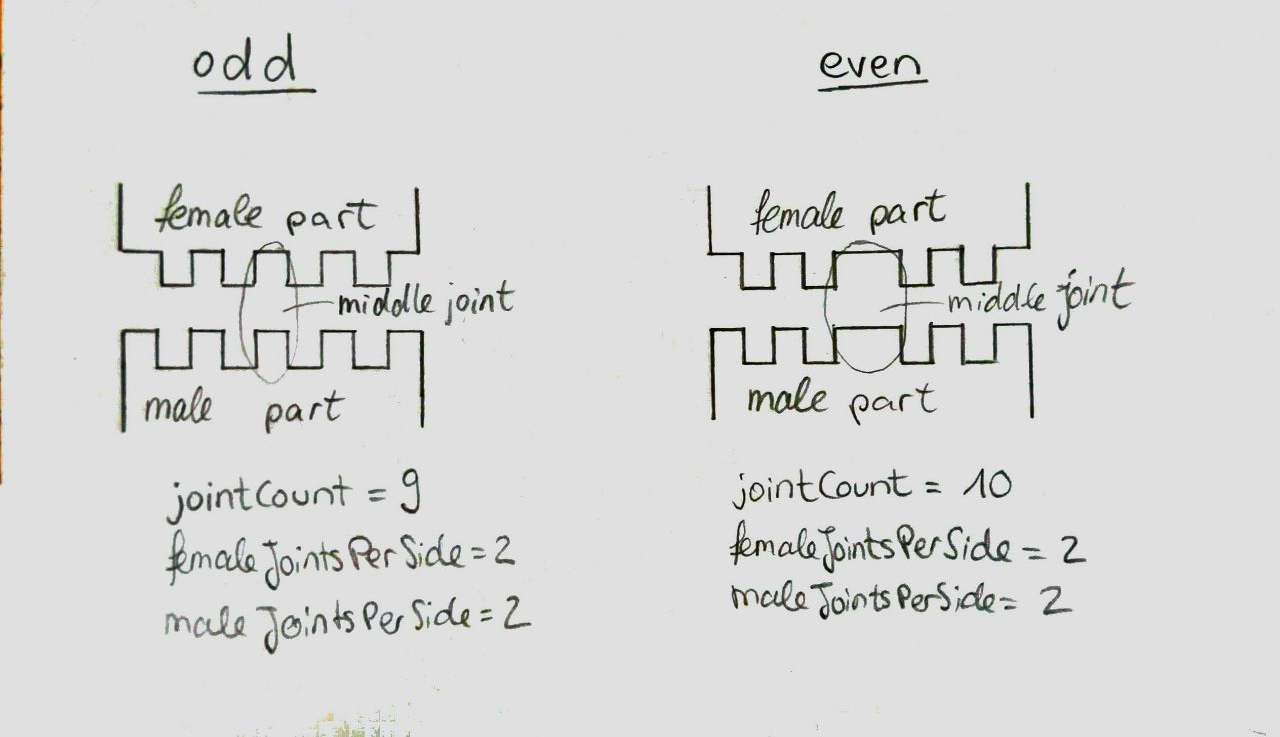 odd
female part
middle joint
male part
jointCount = 9
femaleJointsPerSide = 2
maleJointsPerSide = 2
even
female part
middle joint
male part
jointCount = 10
femaleJointsPerSide = 2
maleJointsPerSide = 2